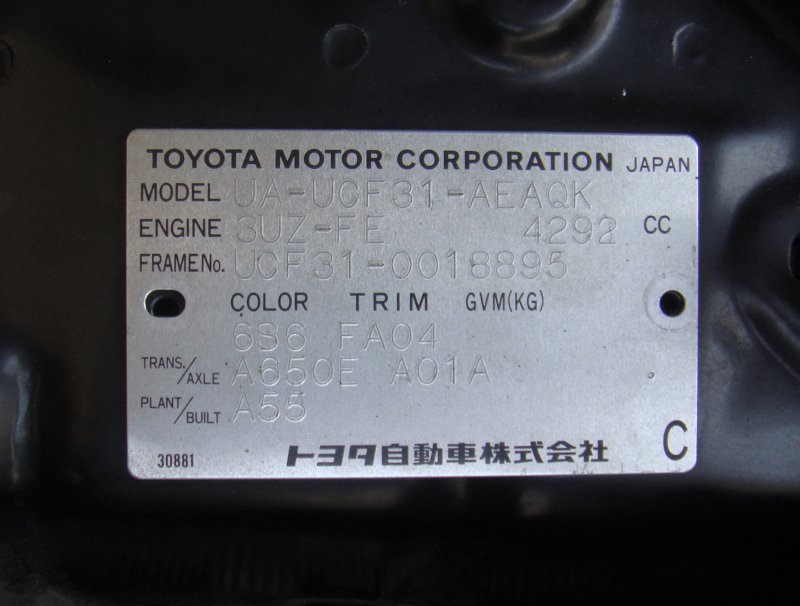 TOYOTA MOTOR CORPORATION JAPAN
MODEL UA-UCF31-AEAQK
ENGINE 3UZ-FE 4292 CC
FRAME No. UCF31-0018895
COLOR TRIM GVM(KG)
6S6 FA04
TRANS./AXLE A650E A01A
PLANT/BUILT A55
30881 トヨタ自動車株式会社 C